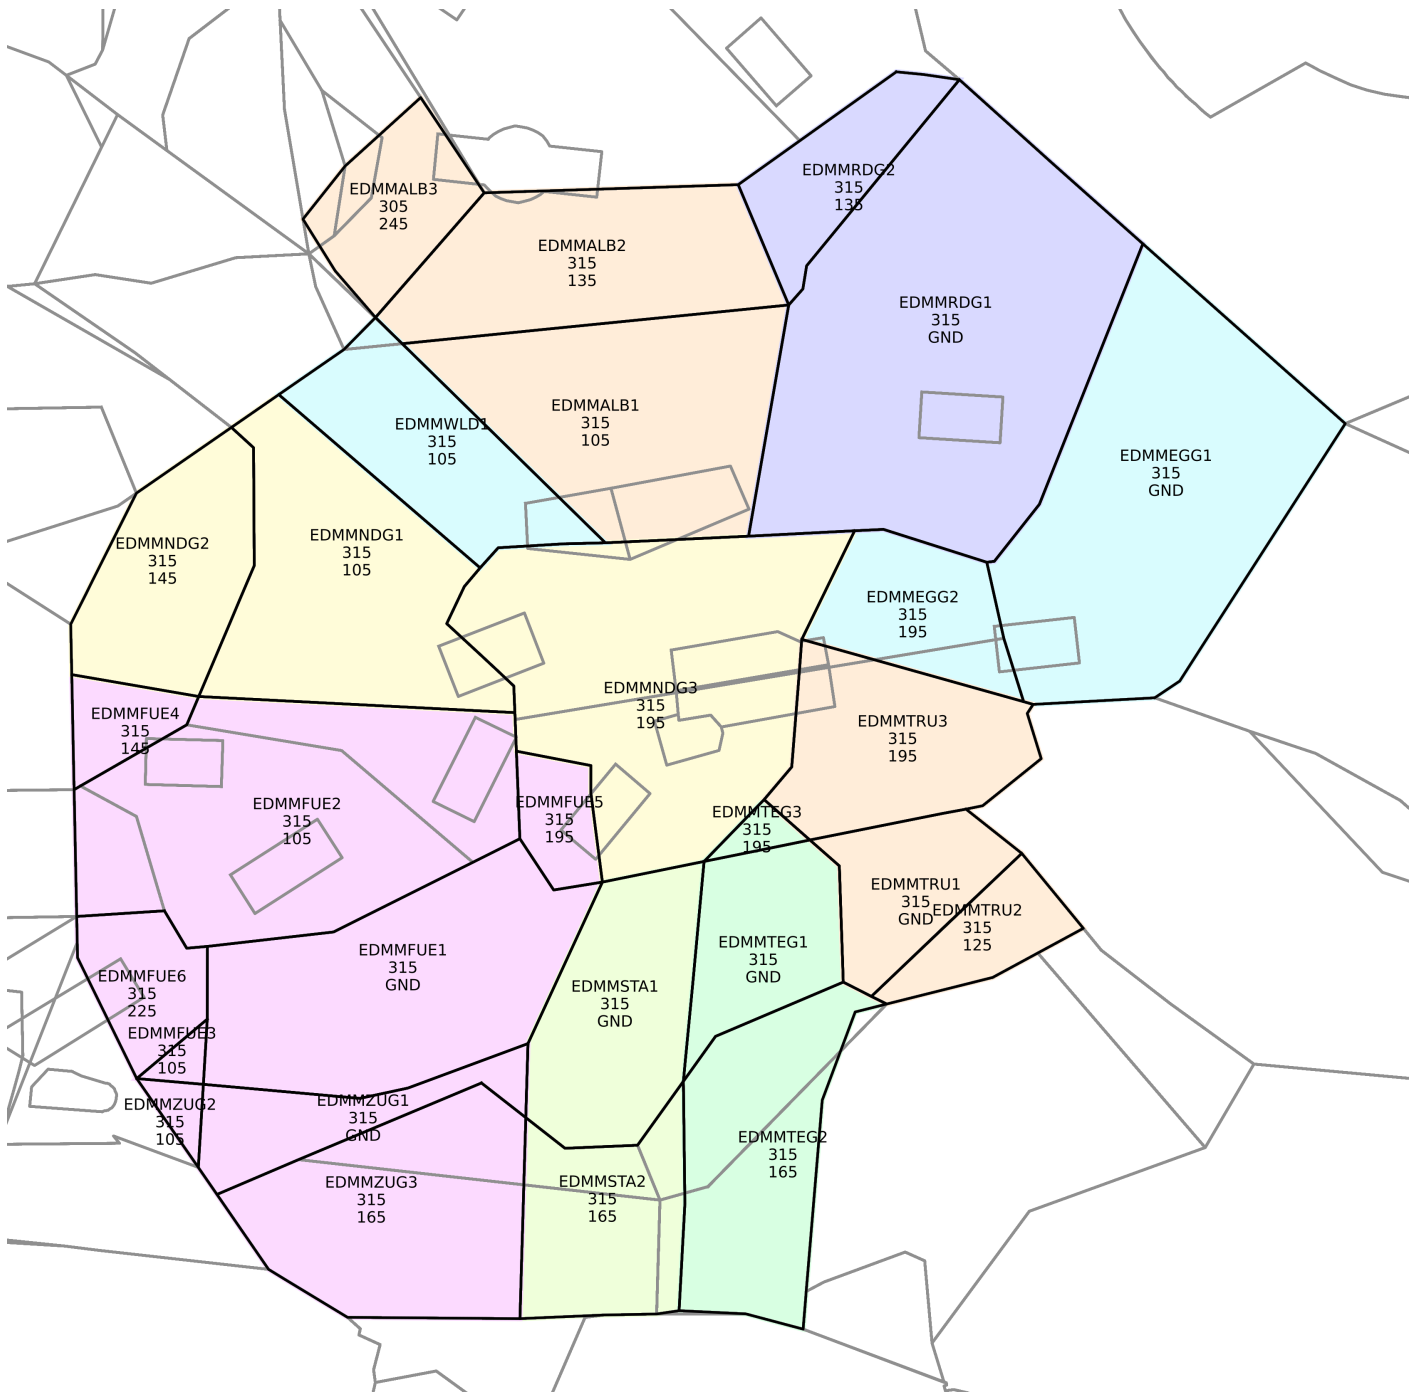 EDMMRDG2
315
135
EDMMALB3
305
245
EDMMALB2
315
135
EDMMRDG1
315
GND
EDMMALB1
315
105
EDMMWLD1
315
105
EDMMEGG1
315
GND
EDMMNDG1
315
105
EDMMNDG2
315
145
EDMMEGG2
315
195
EDMMNDG3
315
195
EDMMFUE4
315
145
EDMMTRU3
315
195
EDMMFUE2
315
105
EDMMFUE5
315
195
EDMMTEG3
315
195
EDMMTRU1
315
GND
EDMMTRU2
315
125
EDMMFUE1
315
GND
EDMMTEG1
315
GND
EDMMFUE6
315
225
EDMMSTA1
315
GND
EDMMFUE3
315
105
EDMMZUG2
315
105
EDMMZUG1
315
GND
EDMMTEG2
315
165
EDMMZUG3
315
165
EDMMSTA2
315
165